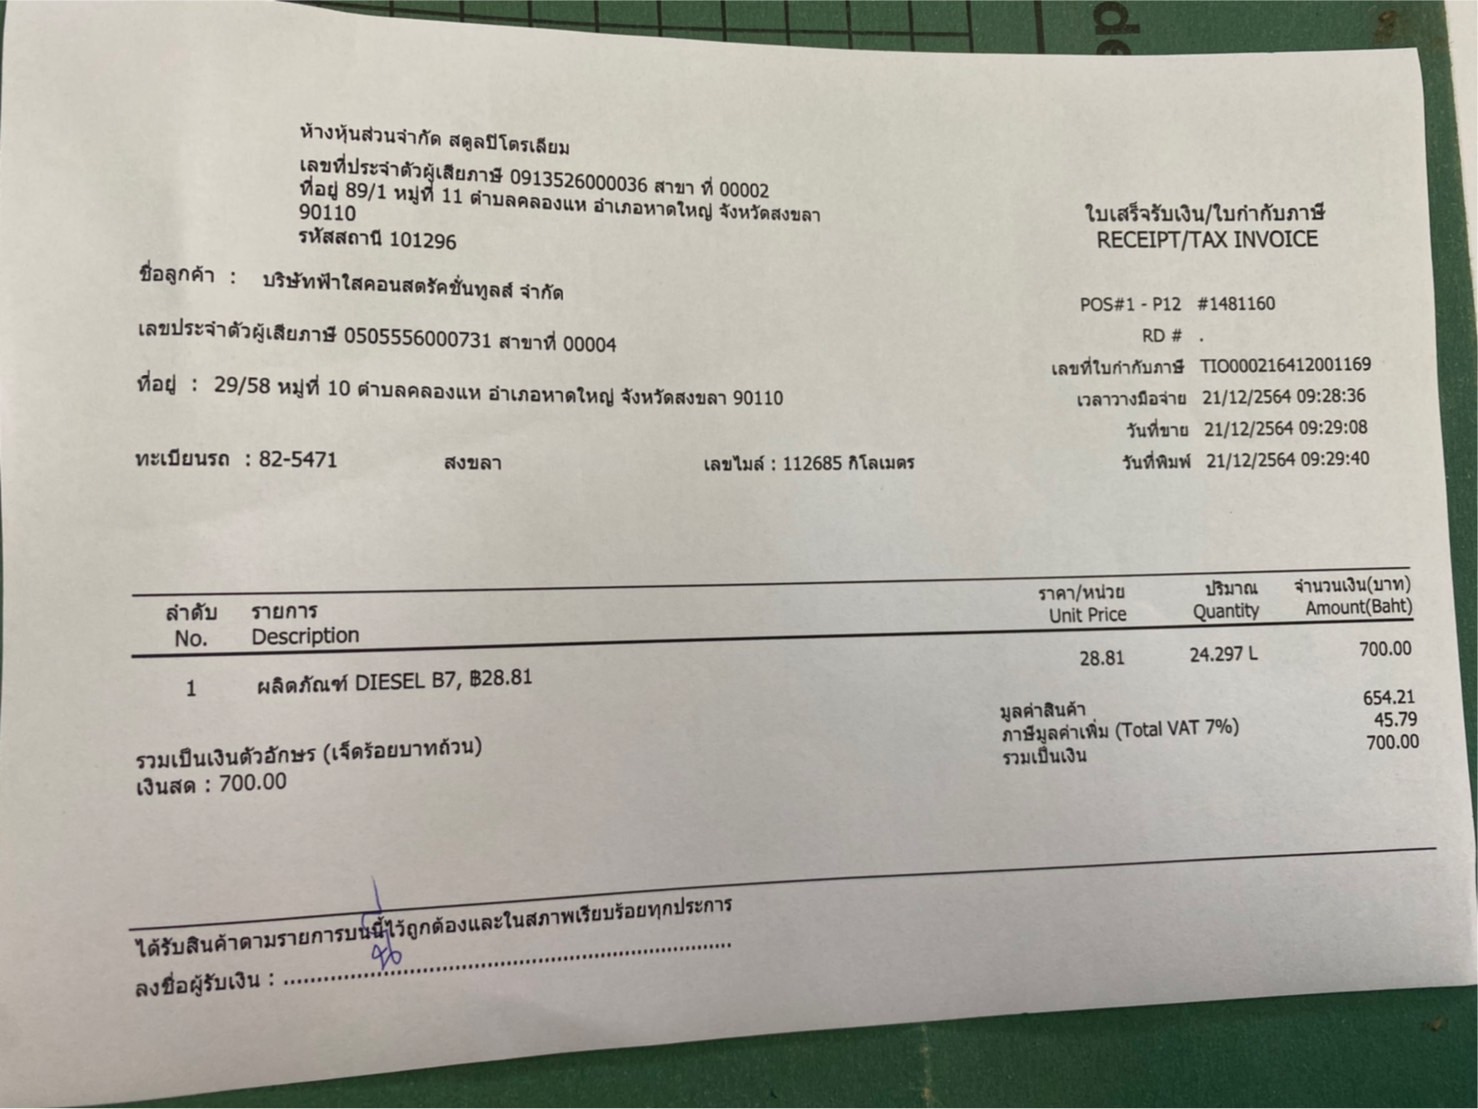 ห้างหุ้นส่วนจำกัด สตูลปิโตรเลียม
เลขที่ประจำตัวผู้เสียภาษี 0913526000036 สาขา ที่ 00002
ที่อยู่ 89/1 หมู่ที่ 11 ตำบลคลองแห อำเภอหาดใหญ่ จังหวัดสงขลา
90110
รหัสสถานี 101296
ใบเสร็จรับเงิน/ใบกำกับภาษี
RECEIPT/TAX INVOICE
ชื่อลูกค้า : บริษัทฟ้าใสคอนสตรัคชั่นทูลส์ จำกัด
เลขประจำตัวผู้เสียภาษี 0505556000731 สาขาที่ 00004
ที่อยู่ : 29/58 หมู่ที่ 10 ตำบลคลองแห อำเภอหาดใหญ่ จังหวัดสงขลา 90110
ทะเบียนรถ : 82-5471 สงขลา เลขไมล์ : 112685 กิโลเมตร
POS#1 - P12 #1481160
RD # .
เลขที่ใบกำกับภาษี TIO000216412001169
เวลาวางมือจ่าย 21/12/2564 09:28:36
วันที่ขาย 21/12/2564 09:29:08
วันที่พิมพ์ 21/12/2564 09:29:40
ลำดับ รายการ ราคา/หน่วย ปริมาณ จำนวนเงิน(บาท)
No. Description Unit Price Quantity Amount(Baht)
1 ผลิตภัณฑ์ DIESEL B7, ฿28.81 28.81 24.297 L 700.00
มูลค่าสินค้า 654.21
ภาษีมูลค่าเพิ่ม (Total VAT 7%) 45.79
รวมเป็นเงิน 700.00
รวมเป็นเงินตัวอักษร (เจ็ดร้อยบาทถ้วน)
เงินสด : 700.00
ได้รับสินค้าตามรายการบนนี้ไว้ถูกต้องและในสภาพเรียบร้อยทุกประการ
ลงชื่อผู้รับเงิน : ....................................................................
de